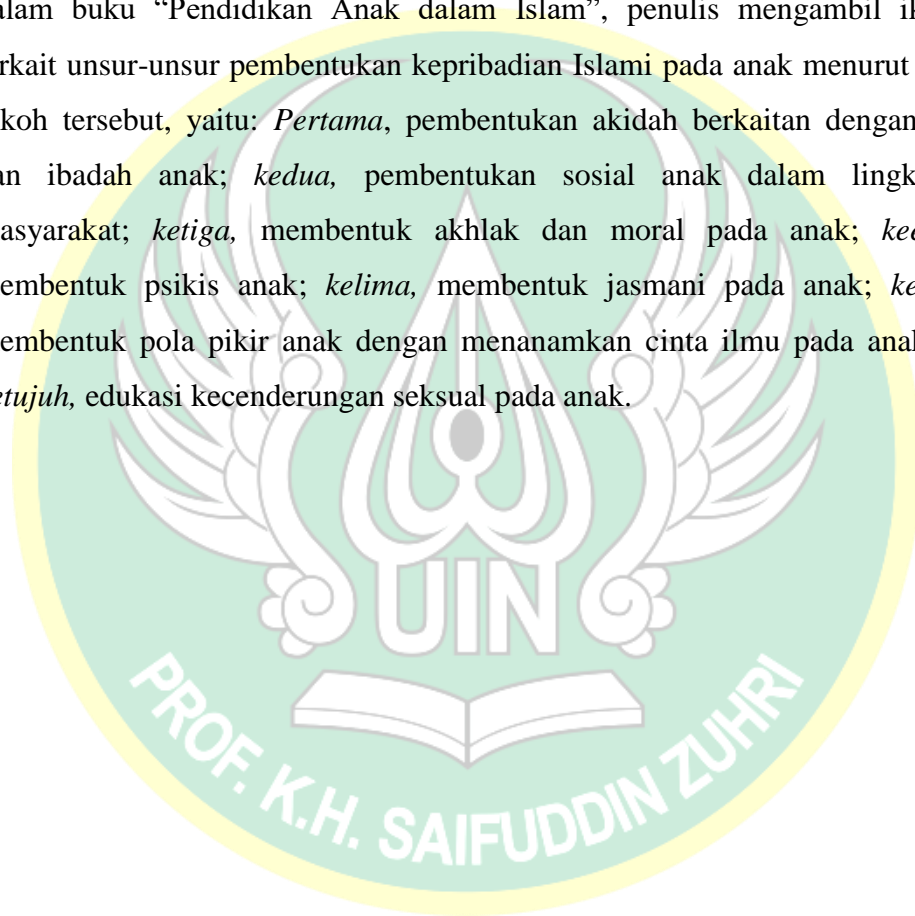 alam buku “Pendidikan Anak dalam Islam”, penulis mengambil ik
rkait unsur-unsur pembentukan kepribadian Islami pada anak menurut
koh tersebut, yaitu: Pertama, pembentukan akidah berkaitan dengan
an ibadah anak; kedua, pembentukan sosial anak dalam lingk
asyarakat; ketiga, membentuk akhlak dan moral pada anak; kee
embentuk psikis anak; kelima, membentuk jasmani pada anak; ke
embentuk pola pikir anak dengan menanamkan cinta ilmu pada anak
etujuh, edukasi kecenderungan seksual pada anak.
UIN
PROF. K.H. SAIFUDDIN ZUHRI